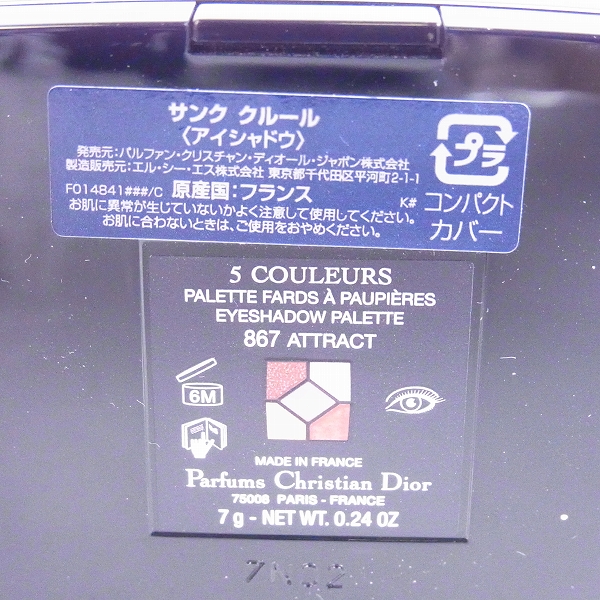 サンク クルール
〈アイシャドウ〉
発売元:パルファン・クリスチャン・ディオール・ジャポン株式会社
製造販売元:エル・シー・エス株式会社 東京都千代田区平河町2-1-1
F014841###/C 原産国:フランス K#
お肌に異常が生じていないかよく注意して使用してください。
お肌に合わないときは、ご使用をおやめください。
プラ
コンパクト
カバー
5 COULEURS
PALETTE FARDS À PAUPIÈRES
EYESHADOW PALETTE
867 ATTRACT
6M
MADE IN FRANCE
Parfums Christian Dior
75008 PARIS - FRANCE
7 g - NET WT. 0.24 OZ
7N02